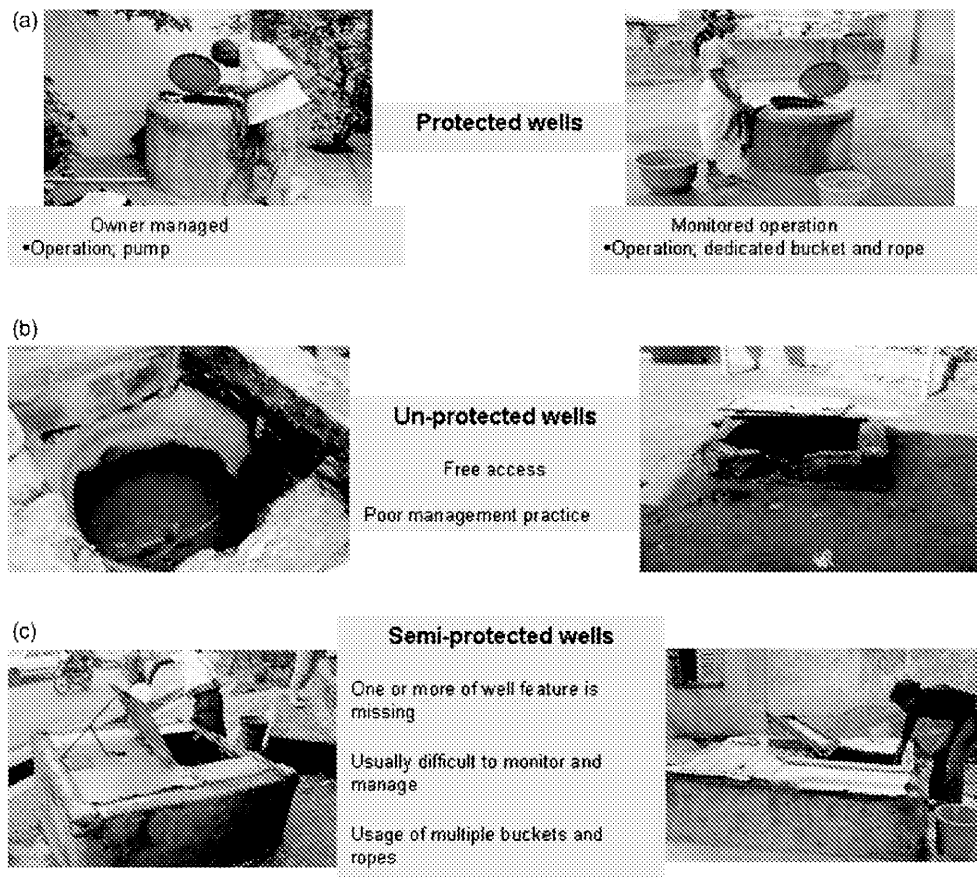 (a)
Protected wells
Owner managed
•Operation; pump
Monitored operation
•Operation; dedicated bucket and rope
(b)
Un-protected wells
Free access
Poor management practice
(c)
Semi-protected wells
One or more of well feature is
missing
Usually difficult to monitor and
manage
Usage of multiple buckets and
ropes